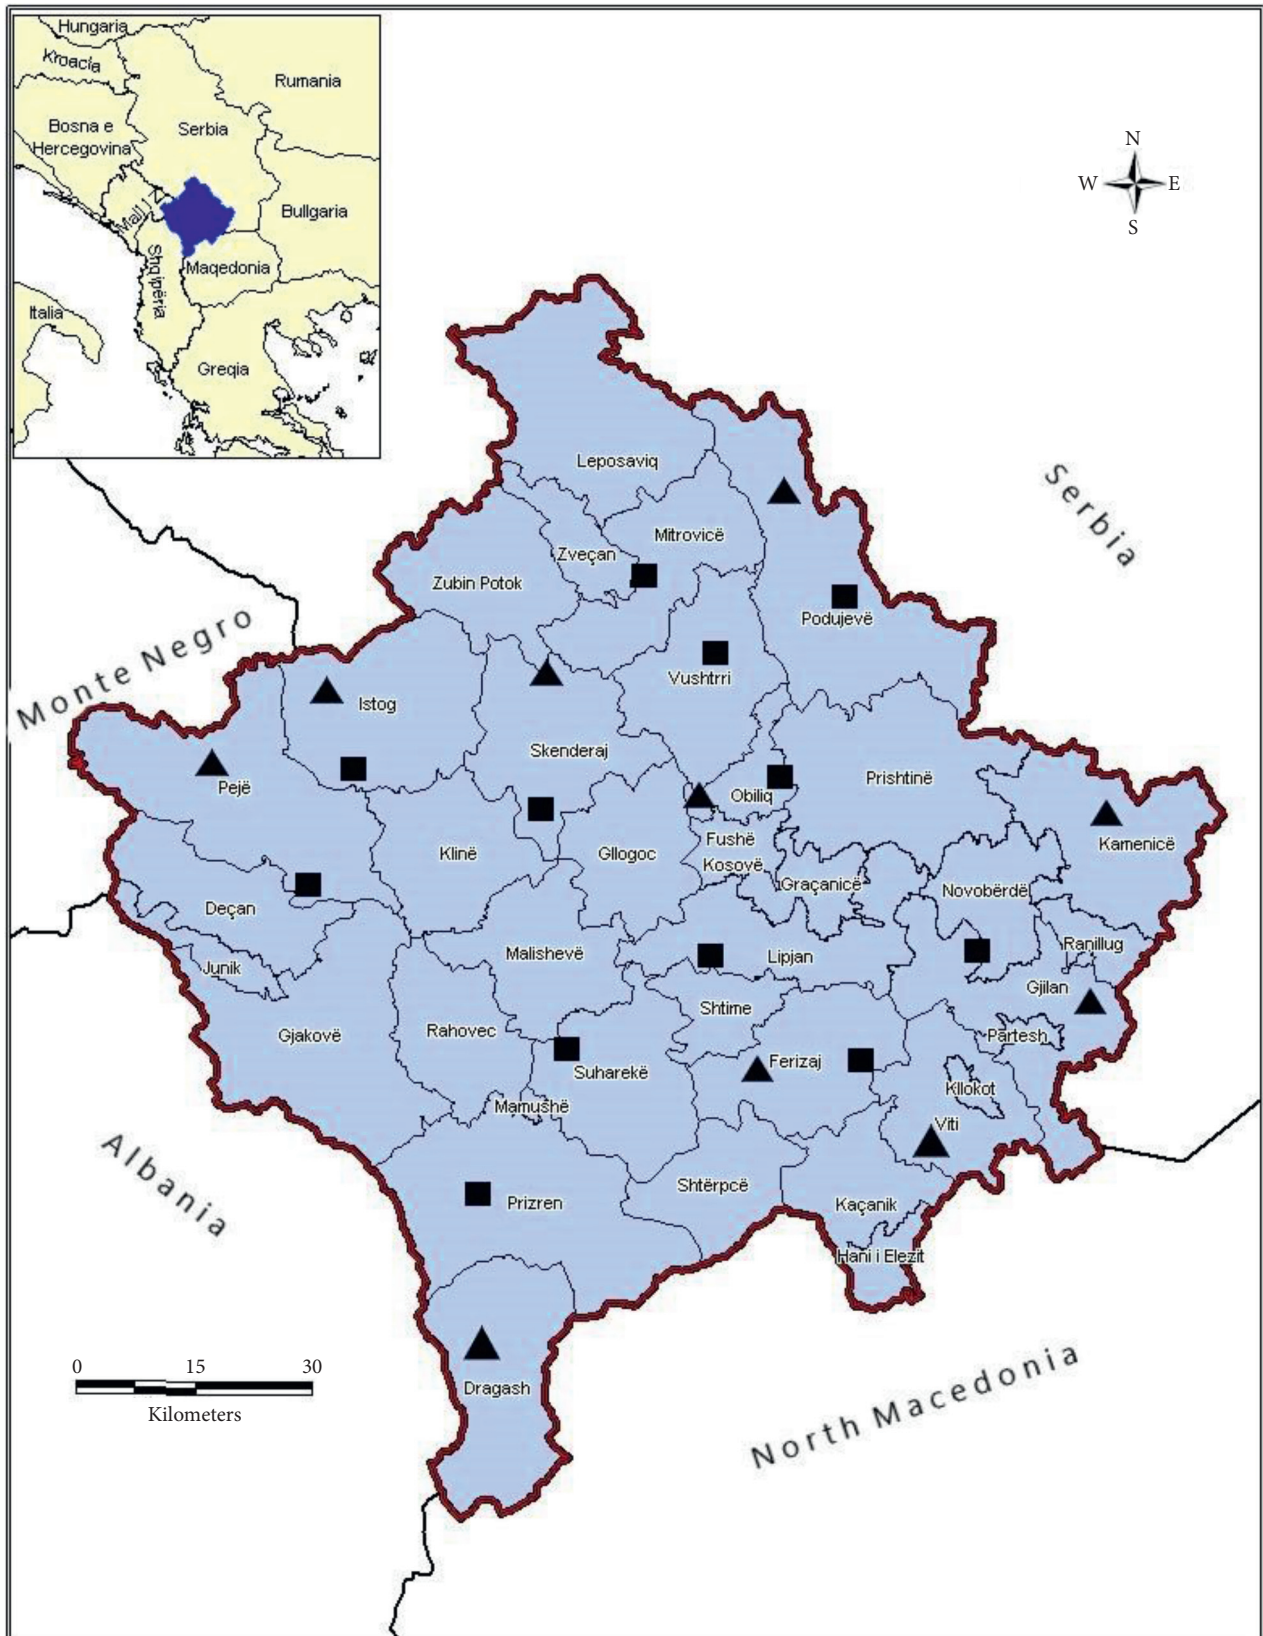 Hungaria
Kroacia
Rumania
Bosna e
Hercegovina
Serbia
Mali i Z
Bullgaria
Shqiperia
Maqedonia
Italia
Greqia
N
W
E
S
Serbia
Monte Negro
Albania
North Macedonia
Leposaviq
Mitrovicë
Zveçan
Zubin Potok
Podujevë
Vushtrri
Istog
Skenderaj
Prishtinë
Pejë
Obiliq
Fushë
Kosovë
Kamenicë
Klinë
Gllogoc
Graçanicë
Novobërdë
Deçan
Ranillug
Malishevë
Lipjan
Junik
Gjilan
Shtime
Gjakovë
Rahovec
Partesh
Ferizaj
Suharekë
Kllokot
Mamushë
Viti
Shtërpcë
Prizren
Kaçanik
Hani i Elezit
Dragash
0 15 30
Kilometers